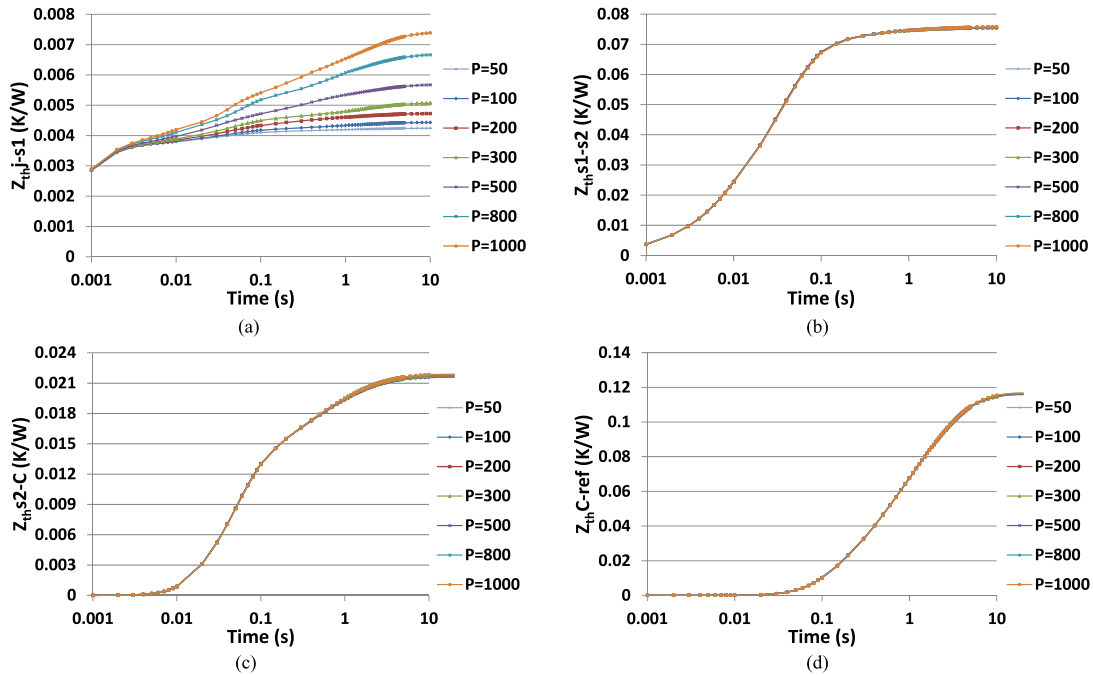 0.008
0.007
0.006
0.005
0.004
0.003
0.002
0.001
0
Zthj-s1 (K/W)
0.001 0.01 0.1 1 10
Time (s)
P=50
P=100
P=200
P=300
P=500
P=800
P=1000
(a)
0.08
0.07
0.06
0.05
0.04
0.03
0.02
0.01
0
Zths1-s2 (K/W)
0.001 0.01 0.1 1 10
Time (s)
P=50
P=100
P=200
P=300
P=500
P=800
P=1000
(b)
0.024
0.021
0.018
0.015
0.012
0.009
0.006
0.003
0
Zths2-C (K/W)
0.001 0.01 0.1 1 10
Time (s)
P=50
P=100
P=200
P=300
P=500
P=800
P=1000
(c)
0.14
0.12
0.1
0.08
0.06
0.04
0.02
0
ZthC-ref (K/W)
0.001 0.01 0.1 1 10
Time (s)
P=50
P=100
P=200
P=300
P=500
P=800
P=1000
(d)